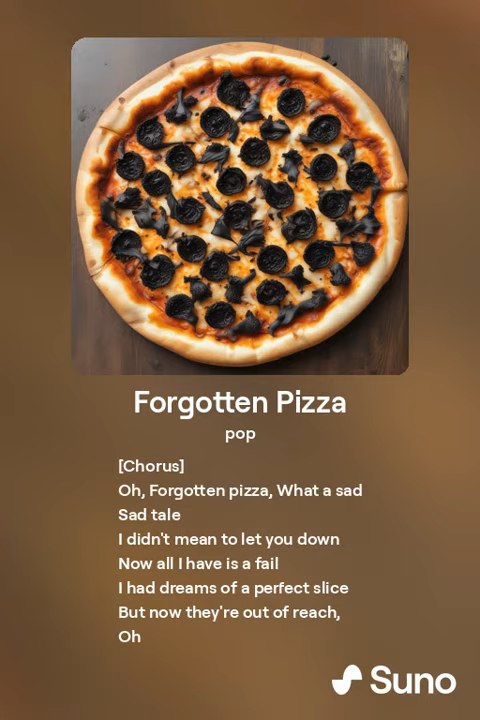 Forgotten Pizza
pop
[Chorus]
Oh, Forgotten pizza, What a sad
Sad tale
I didn't mean to let you down
Now all I have is a fail
I had dreams of a perfect slice
But now they're out of reach,
Oh
Suno